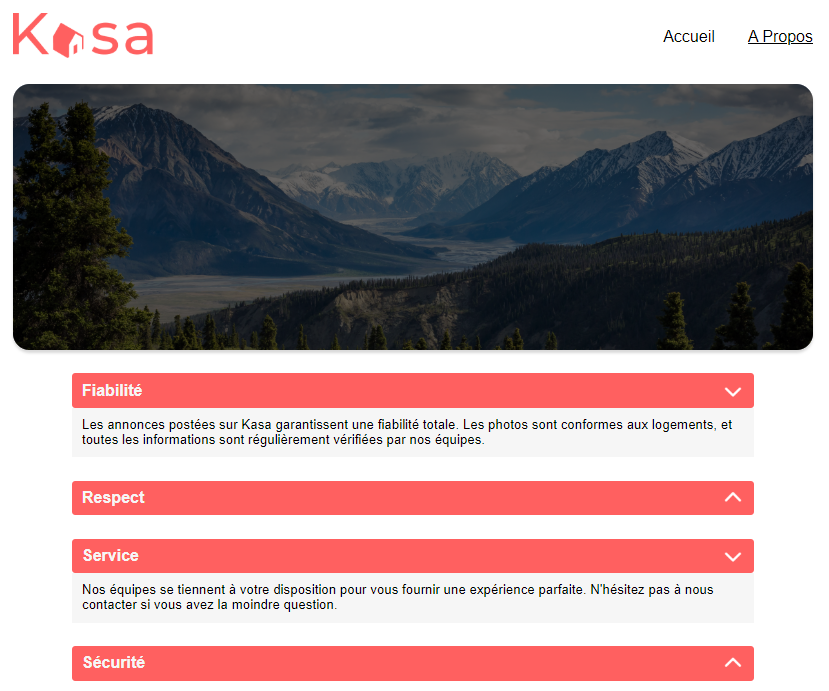 Kasa
Accueil
A Propos
Fiabilité
Les annonces postées sur Kasa garantissent une fiabilité totale. Les photos sont conformes aux logements, et
toutes les informations sont régulièrement vérifiées par nos équipes.
Respect
Service
Nos équipes se tiennent à votre disposition pour vous fournir une expérience parfaite. N'hésitez pas à nous
contacter si vous avez la moindre question.
Sécurité